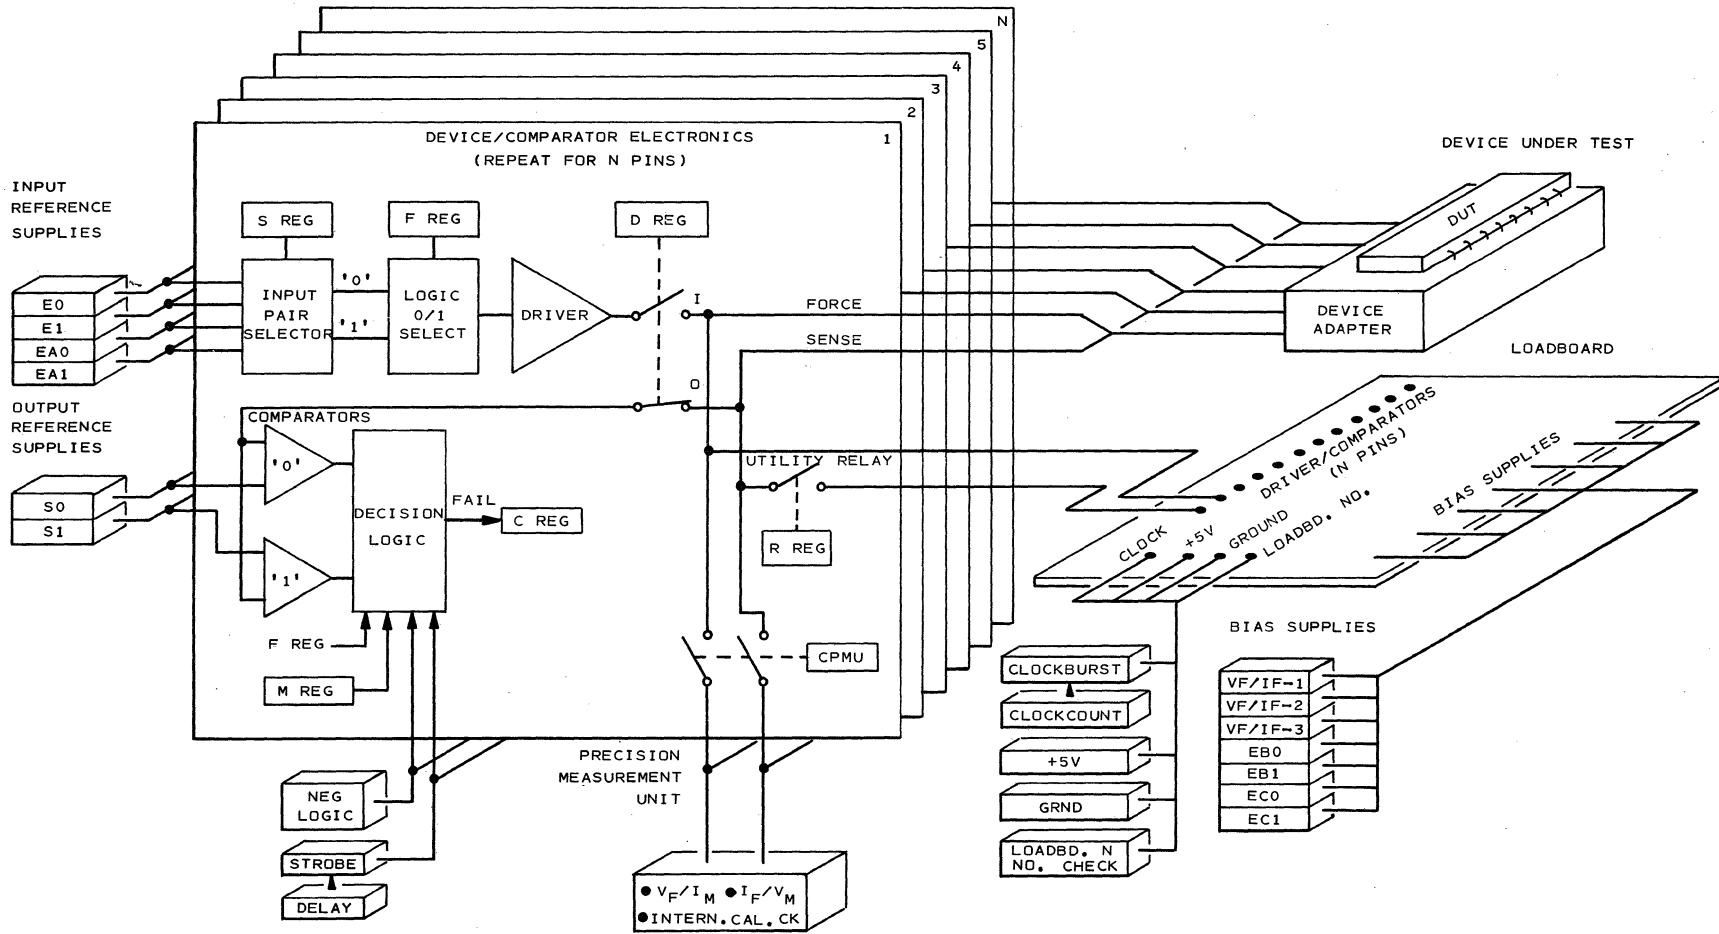 N
5
4
3
2
1
DEVICE/COMPARATOR ELECTRONICS
(REPEAT FOR N PINS)
DEVICE UNDER TEST
INPUT
REFERENCE
SUPPLIES
S REG
F REG
D REG
DUT
E0
E1
EA0
EA1
INPUT
PAIR
SELECTOR
'0'
'1'
LOGIC
0/1
SELECT
DRIVER
I
FORCE
SENSE
DEVICE
ADAPTER
LOADBOARD
O
OUTPUT
REFERENCE
SUPPLIES
COMPARATORS
'0'
'1'
S0
S1
DECISION
LOGIC
FAIL
C REG
UTILITY RELAY
R REG
DRIVER/COMPARATORS
(N PINS)
BIAS SUPPLIES
CLOCK
+5V
GROUND
LOADBD. NO.
F REG
M REG
CPMU
BIAS SUPPLIES
CLOCKBURST
CLOCKCOUNT
+5V
GRND
LOADBD. N
NO. CHECK
VF/IF-1
VF/IF-2
VF/IF-3
EB0
EB1
EC0
EC1
PRECISION
MEASUREMENT
UNIT
NEG
LOGIC
STROBE
DELAY
VF/IM IF/VM
INTERN.CAL.CK